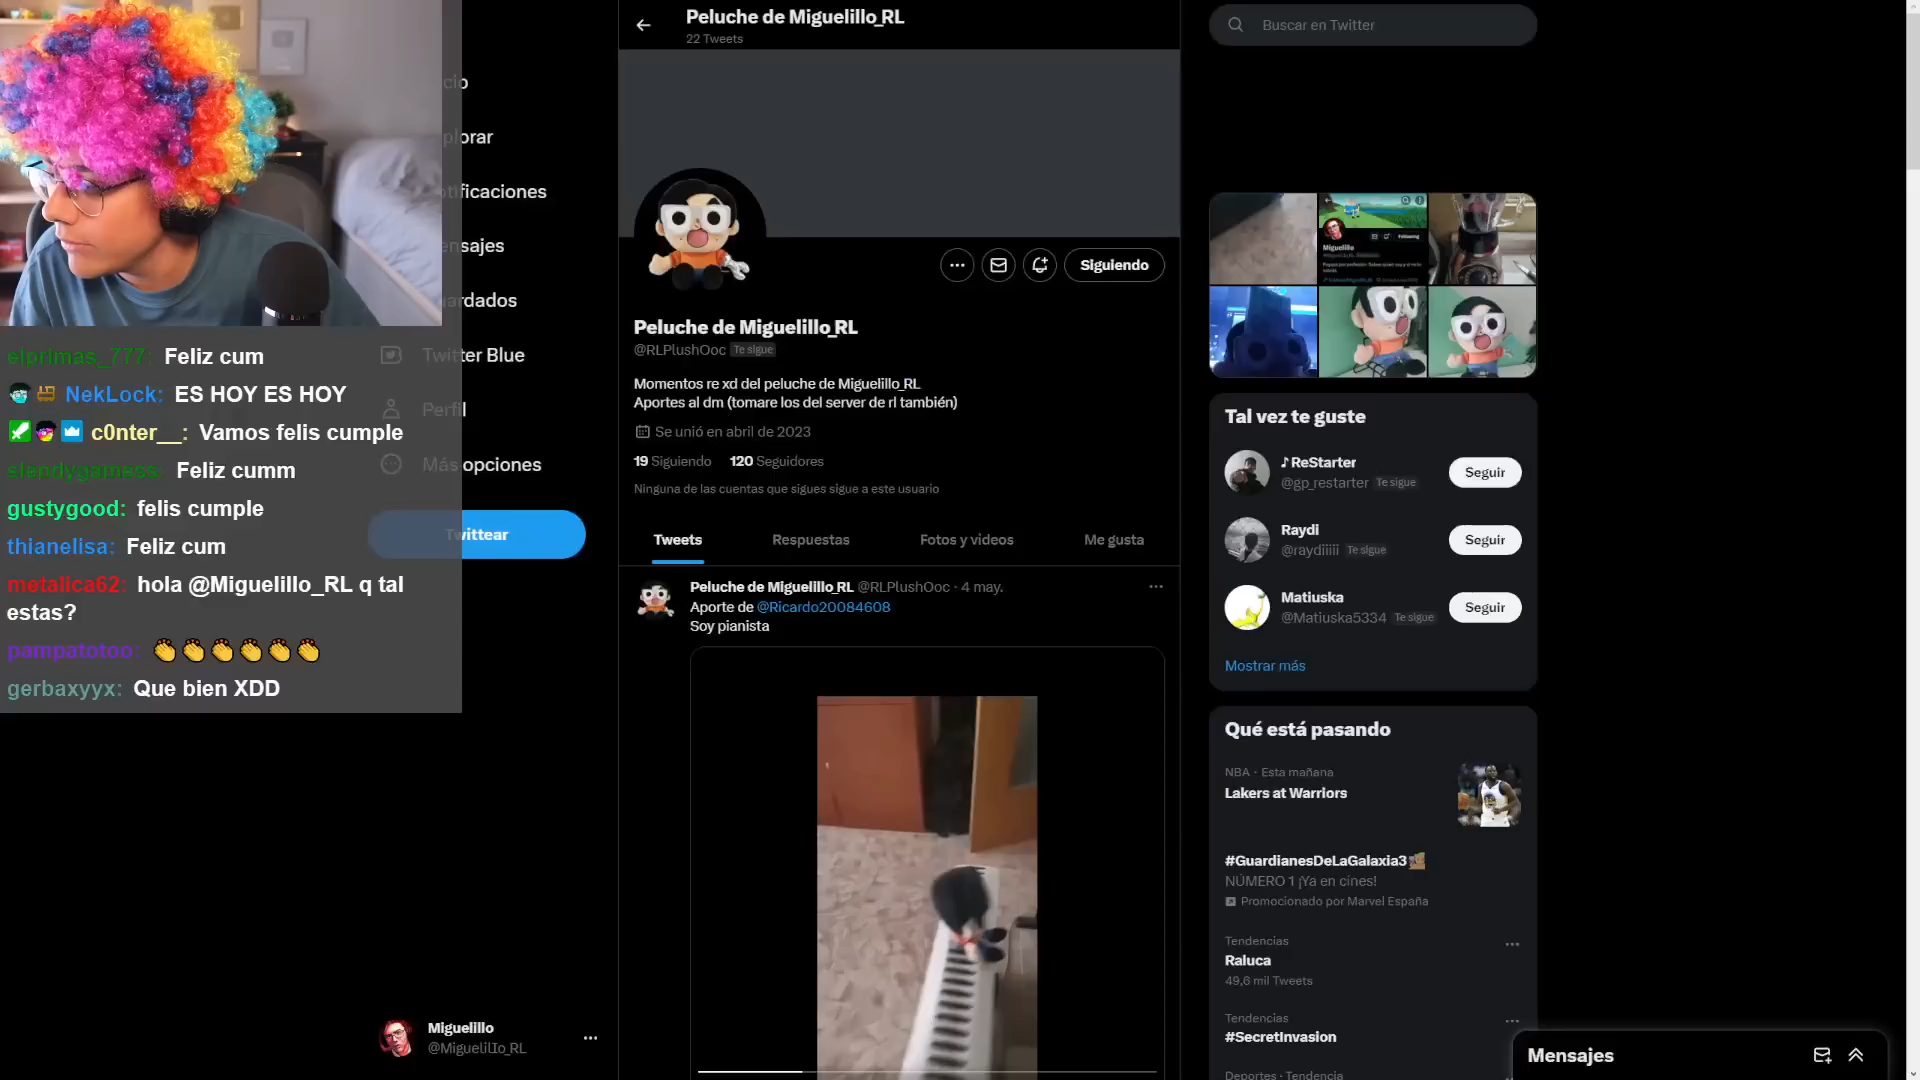 Peluche de Miguelillo_RL
22 Tweets
Buscar en Twitter
cio
plorar
otificaciones
ensajes
ardados
Twitter Blue
Perfil
Más opciones
Twittear
elprimas_777: Feliz cum
NekLock: ES HOY ES HOY
c0nter__: Vamos felis cumple
slendygamess: Feliz cumm
gustygood: felis cumple
thianelisa: Feliz cum
metalica62: hola @Miguelillo_RL q tal
estas?
pampatotoo: 👏👏👏👏👏👏
gerbaxyyx: Que bien XDD
Miguelillo
@MiguelilIo_RL
Siguiendo
Peluche de Miguelillo_RL
@RLPlushOoc Te sigue
Momentos re xd del peluche de Miguelillo_RL
Aportes al dm (tomare los del server de rl también)
Se unió en abril de 2023
19 Siguiendo 120 Seguidores
Ninguna de las cuentas que sigues sigue a este usuario
Tweets Respuestas Fotos y videos Me gusta
Peluche de Miguelillo_RL @RLPlushOoc · 4 may.
Aporte de @Ricardo20084608
Soy pianista
Miguelillo
Following
Tal vez te guste
♪ ReStarter
@gp_restarter Te sigue
Seguir
Raydi
@raydiiiii Te sigue
Seguir
Matiuska
@Matiuska5334 Te sigue
Seguir
Mostrar más
Qué está pasando
NBA · Esta mañana
Lakers at Warriors
#GuardianesDeLaGalaxia3
NÚMERO 1 ¡Ya en cines!
Promocionado por Marvel España
Tendencias
Raluca
49,6 mil Tweets
Tendencias
#SecretInvasion
Deportes · Tendencia
Mensajes